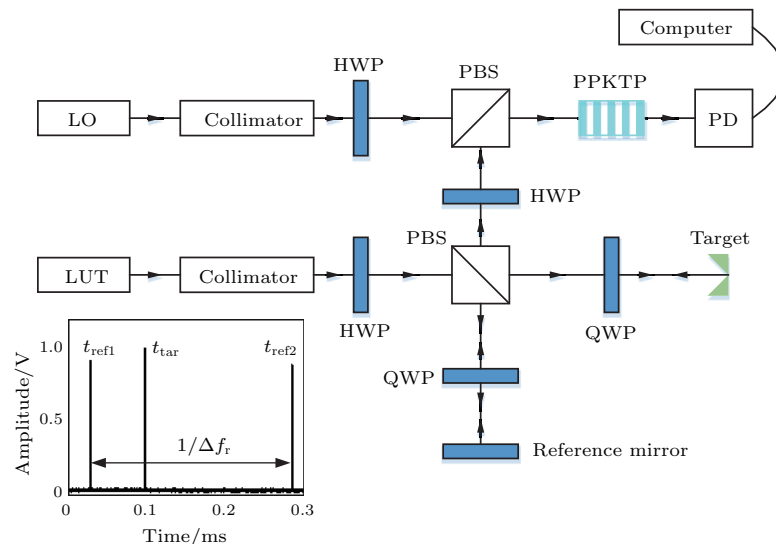 Computer
HWP
PBS
PPKTP
LO
Collimator
PD
HWP
PBS
Target
LUT
Collimator
HWP
QWP
QWP
Reference mirror
Amplitude/V
1.0
0.5
0
t_ref1
t_tar
t_ref2
1/Δf_r
0
0.1
0.2
0.3
Time/ms